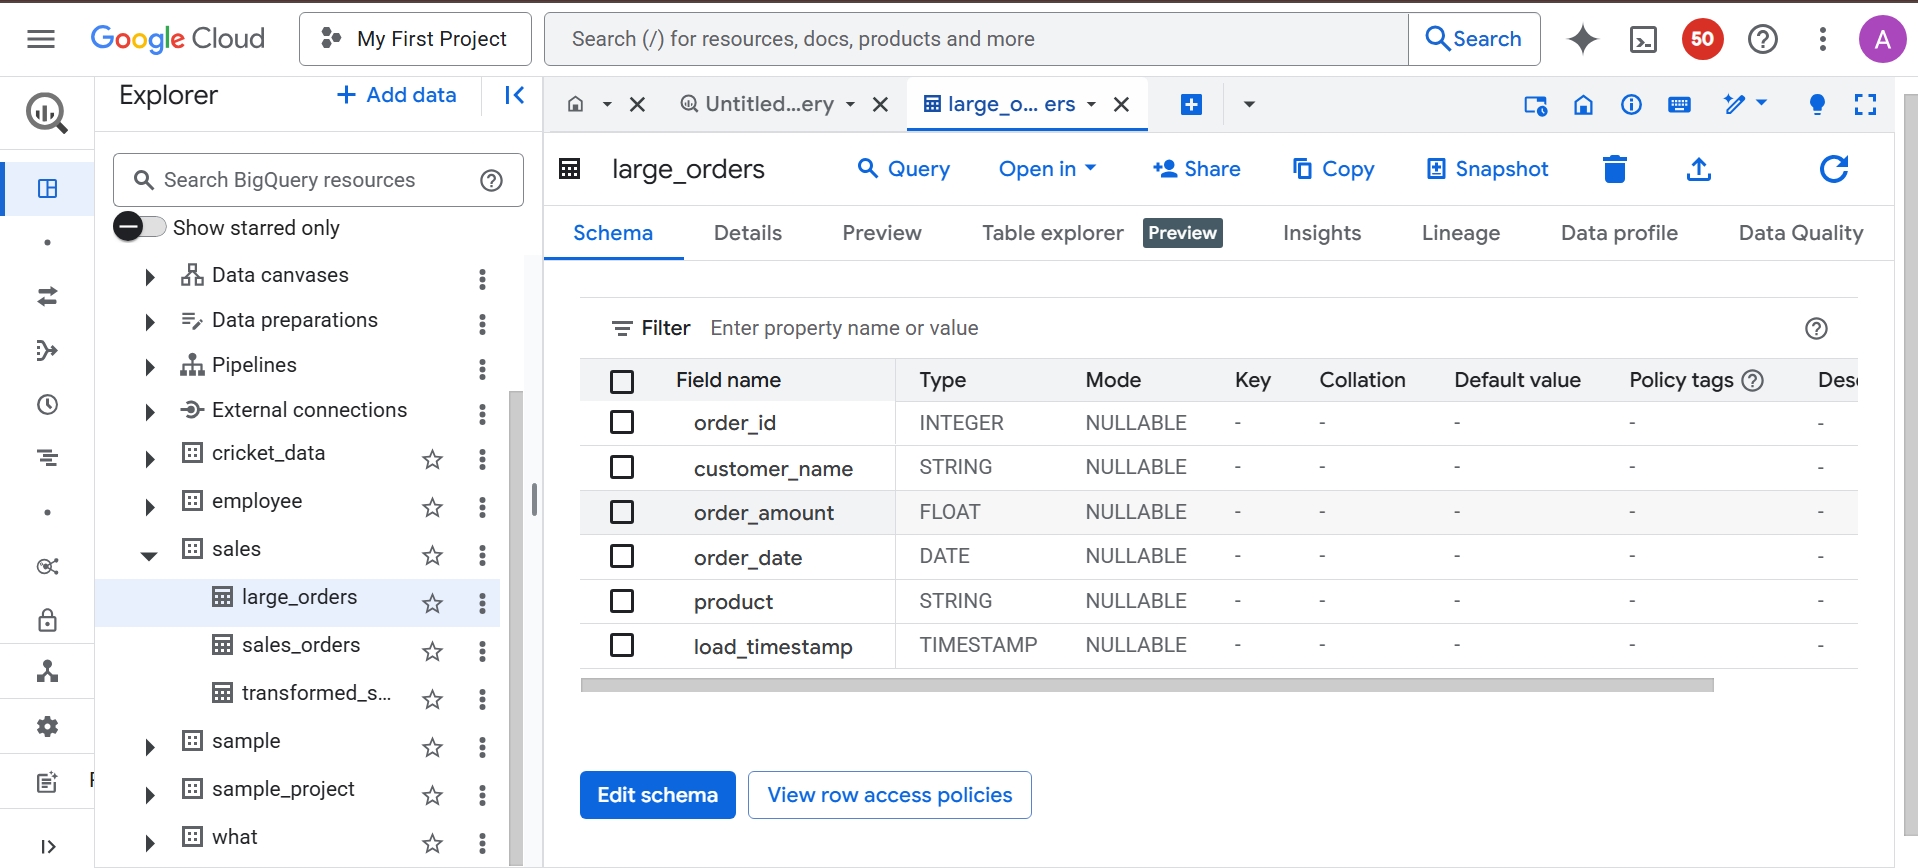 Google Cloud My First Project Search (/) for resources, docs, products and more Search 50 A
Explorer + Add data
Untitled...ery large_o... ers
Search BigQuery resources
Show starred only
Data canvases
Data preparations
Pipelines
External connections
cricket_data
employee
sales
large_orders
sales_orders
transformed_s...
sample
sample_project
what
large_orders Query Open in Share Copy Snapshot
Schema Details Preview Table explorer Preview Insights Lineage Data profile Data Quality
Filter Enter property name or value
Field name Type Mode Key Collation Default value Policy tags
order_id INTEGER NULLABLE - - - - -
customer_name STRING NULLABLE - - - - -
order_amount FLOAT NULLABLE - - - - -
order_date DATE NULLABLE - - - - -
product STRING NULLABLE - - - - -
load_timestamp TIMESTAMP NULLABLE - - - - -
Edit schema View row access policies